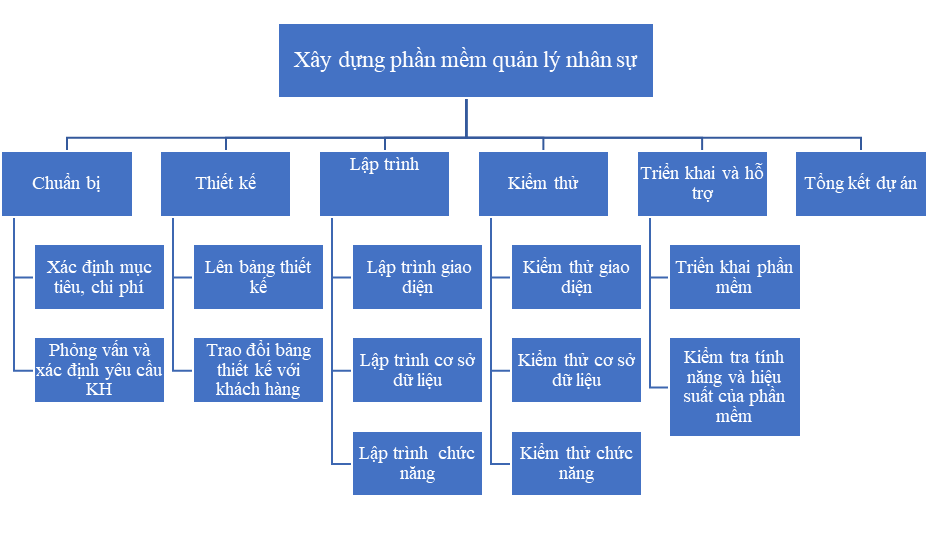 Xây dựng phần mềm quản lý nhân sự
Chuẩn bị
Thiết kế
Lập trình
Kiểm thử
Triển khai và hỗ
trợ
Tổng kết dự án
Xác định mục
tiêu, chi phí
Lên bảng thiết
kế
Lập trình giao
diện
Kiểm thử giao
diện
Triển khai phần
mềm
Phỏng vấn và
xác định yêu cầu
KH
Trao đổi bảng
thiết kế với
khách hàng
Lập trình cơ sở
dữ liệu
Kiểm thử cơ sở
dữ liệu
Kiểm tra tính
năng và hiệu
suất của phần
mềm
Lập trình chức
năng
Kiểm thử chức
năng